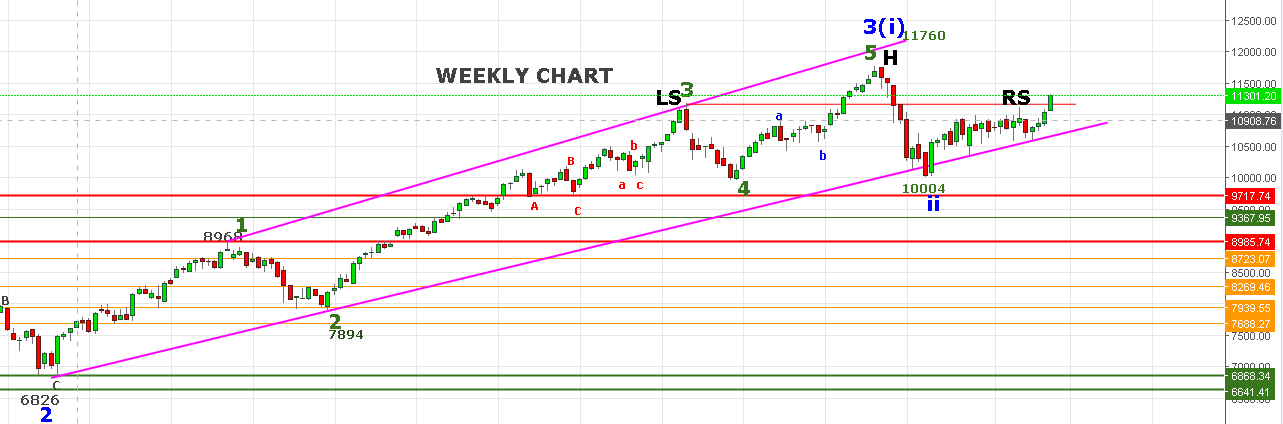 3(i)
11760
5
H
WEEKLY CHART
LS
3
RS
a
b
b
B
a
c
A
C
4
10004
ii
1
8968
B
2
7894
C
6826
2
12500.00
12000.00
11500.00
11301.20
10908.76
10500.00
10000.00
9717.74
9367.95
8985.74
8723.07
8500.00
8269.46
7939.55
7668.27
7500.00
7000.00
6868.34
6641.41